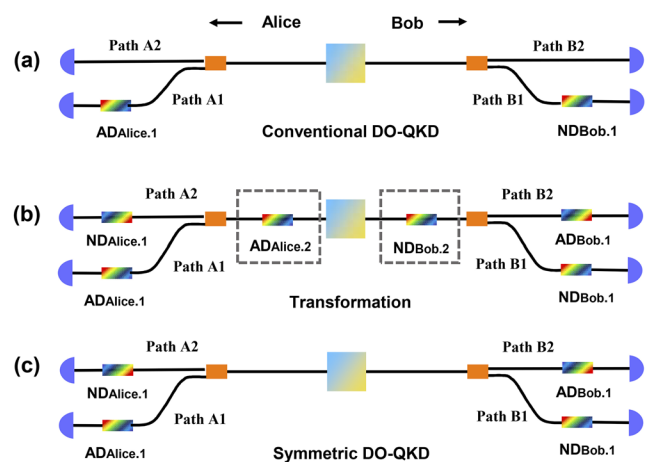 Alice Bob
(a) Path A2 Path B2
Path A1 Path B1
ADAlice.1 Conventional DO-QKD NDBob.1
(b) Path A2 Path B2
NDAlice.1 ADAlice.2 NDBob.2 ADBob.1
Path A1 Path B1
ADAlice.1 Transformation NDBob.1
(c) Path A2 Path B2
NDAlice.1 ADBob.1
Path A1 Path B1
ADAlice.1 Symmetric DO-QKD NDBob.1